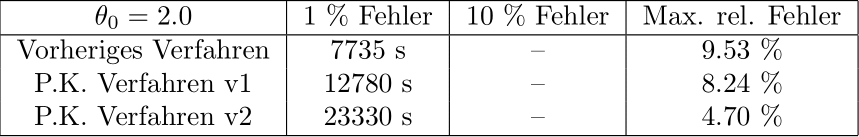 θ₀ = 2.0 1 % Fehler 10 % Fehler Max. rel. Fehler
Vorheriges Verfahren 7735 s – 9.53 %
P.K. Verfahren v1 12780 s – 8.24 %
P.K. Verfahren v2 23330 s – 4.70 %